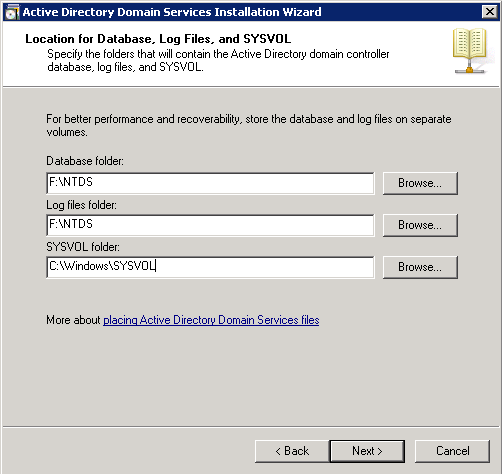 Active Directory Domain Services Installation Wizard
Location for Database, Log Files, and SYSVOL
Specify the folders that will contain the Active Directory domain controller
database, log files, and SYSVOL.
For better performance and recoverability, store the database and log files on separate
volumes.
Database folder:
F:\NTDS
Browse...
Log files folder:
F:\NTDS
Browse...
SYSVOL folder:
C:\Windows\SYSVOL
Browse...
More about placing Active Directory Domain Services files
< Back
Next >
Cancel